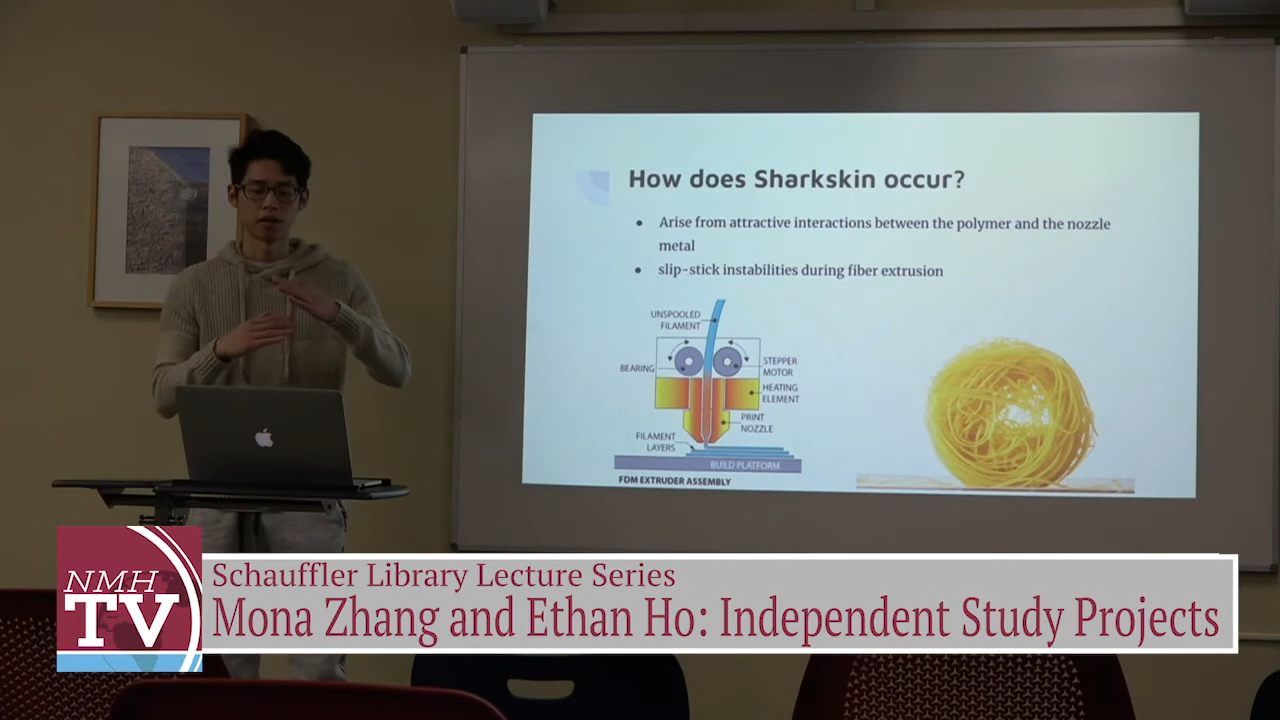 How does Sharkskin occur?
● Arise from attractive interactions between the polymer and the nozzle
metal
● slip-stick instabilities during fiber extrusion
UNSPOOLED
FILAMENT
BEARING
STEPPER
MOTOR
HEATING
ELEMENT
PRINT
NOZZLE
FILAMENT
LAYERS
BUILD PLATFORM
FDM EXTRUDER ASSEMBLY
NMH
TV
Schauffler Library Lecture Series
Mona Zhang and Ethan Ho: Independent Study Projects